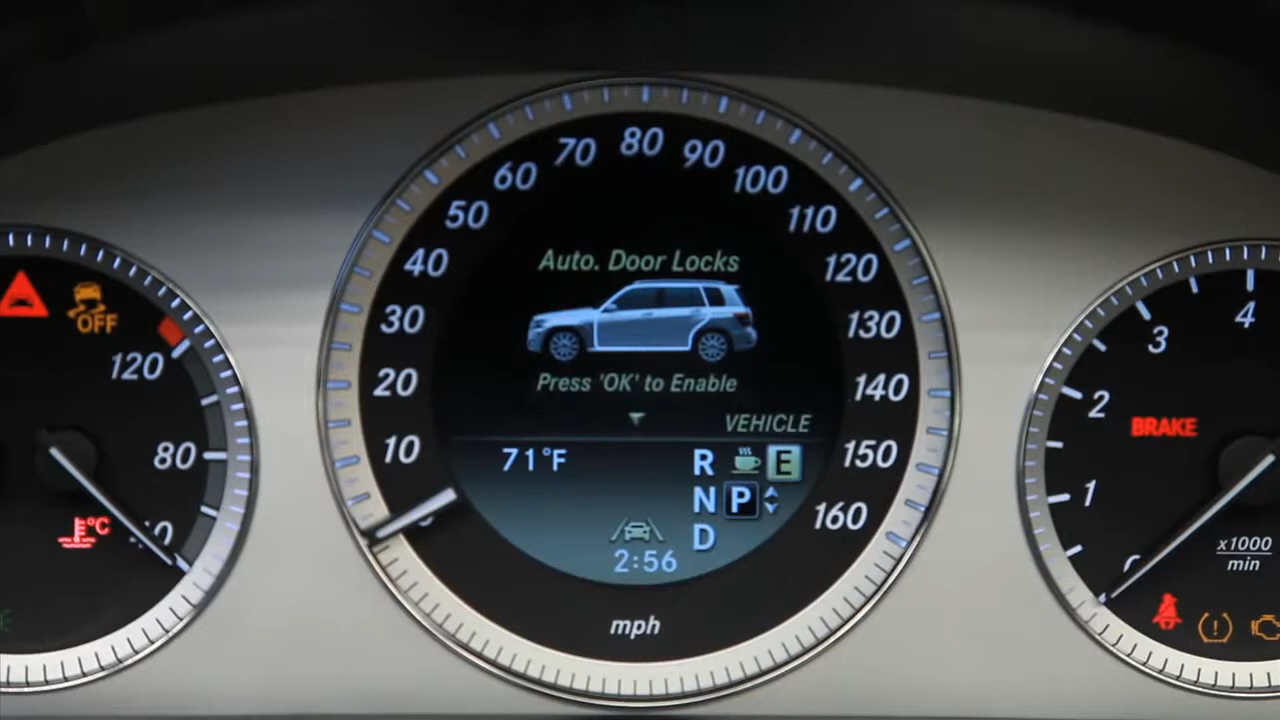 OFF
120
80
°C
10
20
30
40
50
60
70
80
90
100
110
120
130
140
150
160
Auto. Door Locks
Press 'OK' to Enable
VEHICLE
71°F
R
E
N
P
D
2:56
mph
4
3
2
1
BRAKE
x1000
min